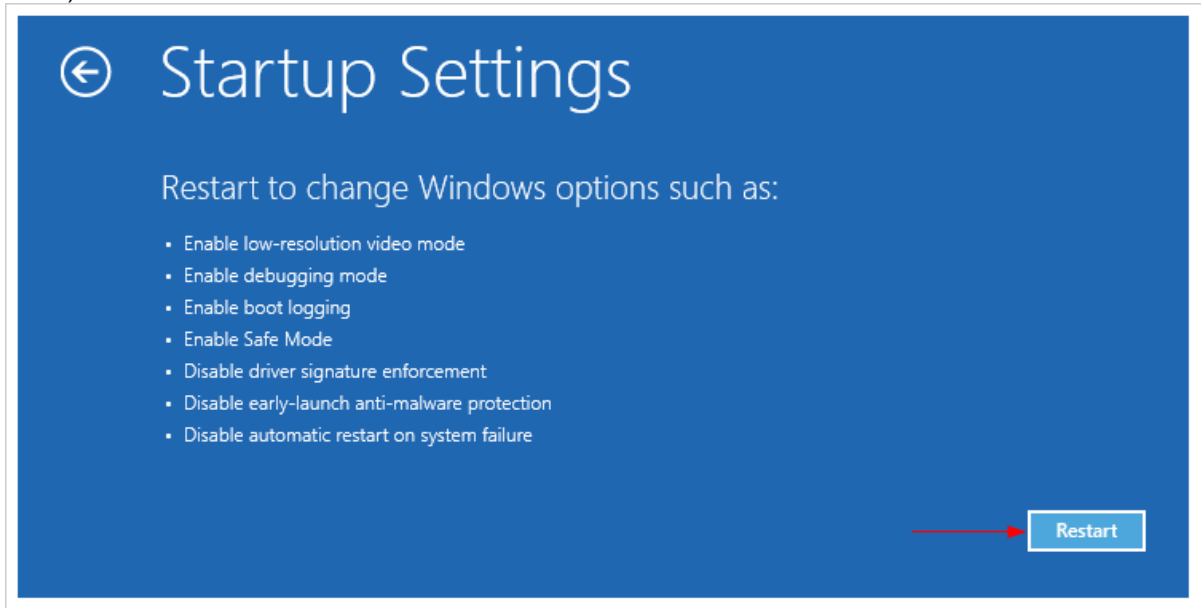 Startup Settings
Restart to change Windows options such as:
▪ Enable low-resolution video mode
▪ Enable debugging mode
▪ Enable boot logging
▪ Enable Safe Mode
▪ Disable driver signature enforcement
▪ Disable early-launch anti-malware protection
▪ Disable automatic restart on system failure
Restart